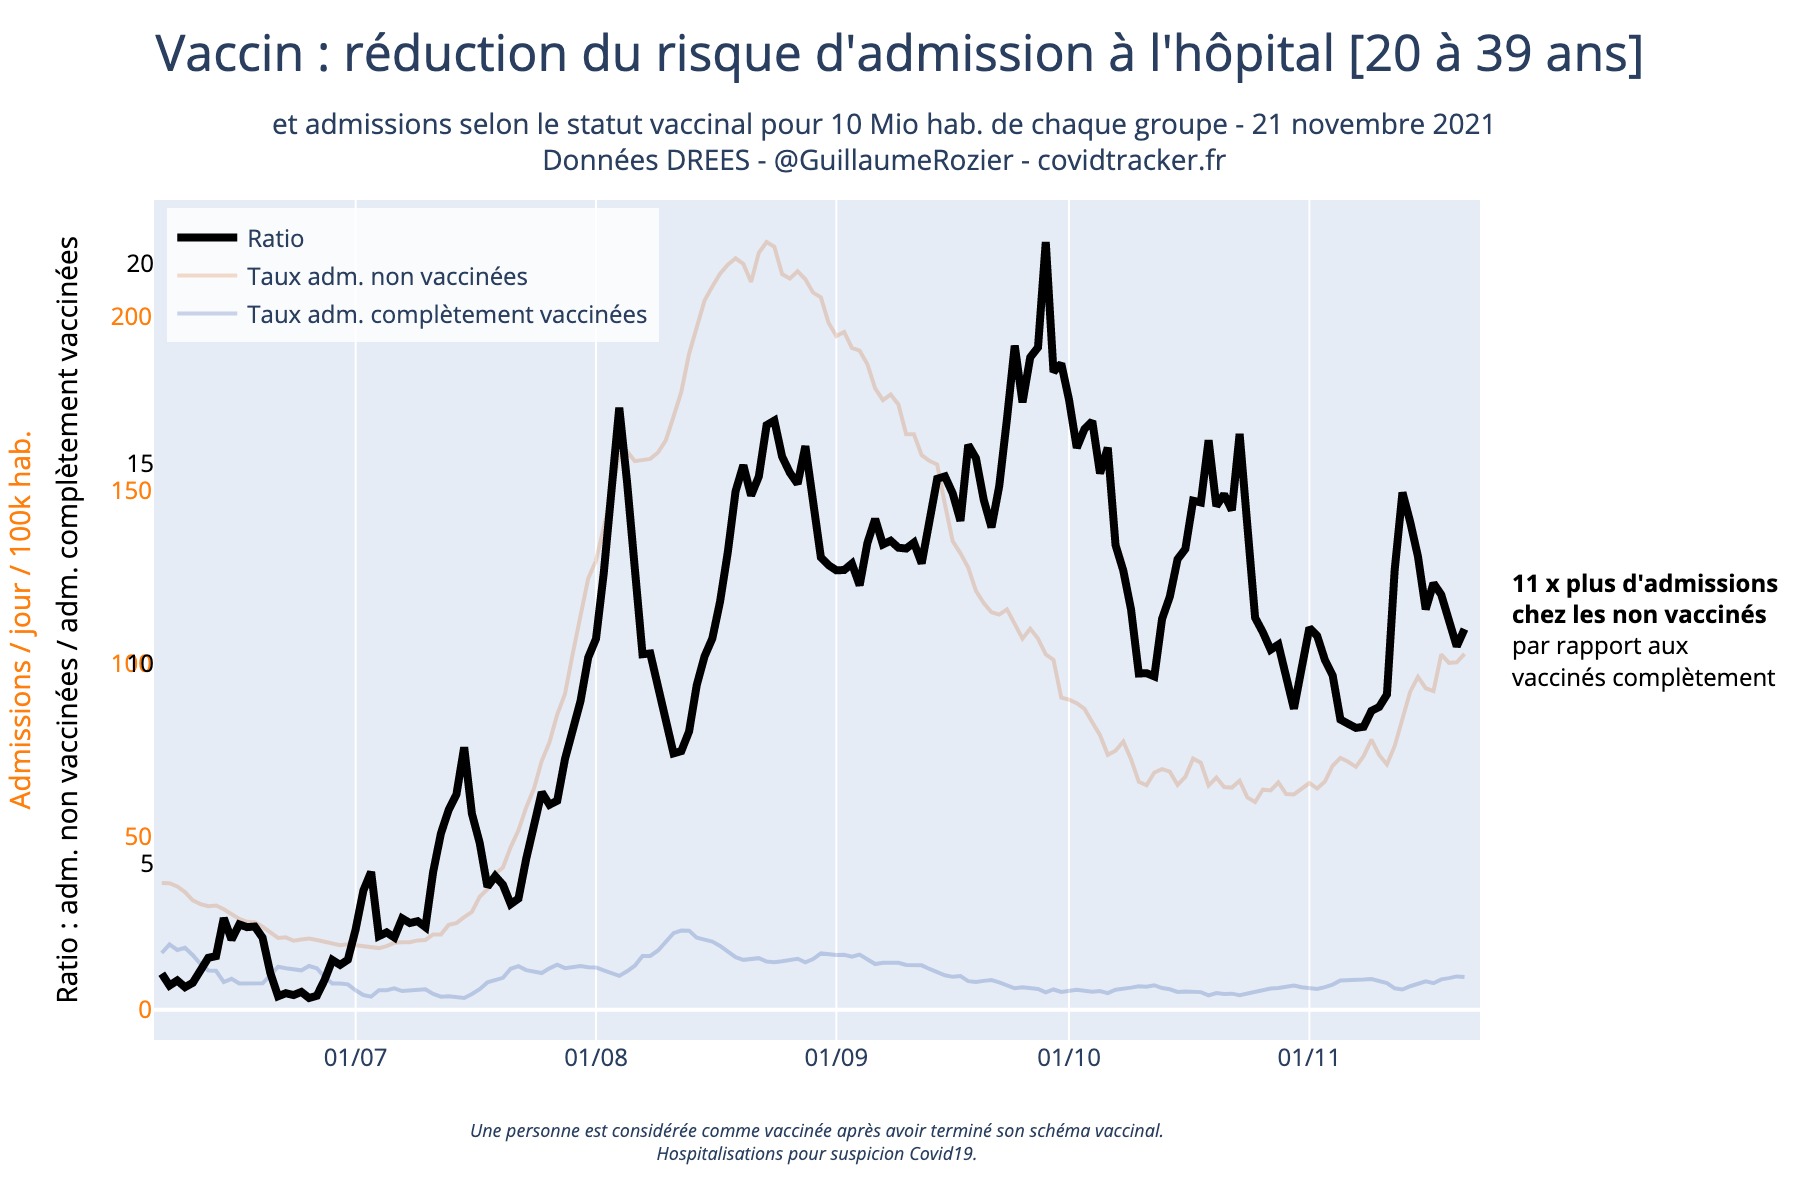 Vaccin : réduction du risque d'admission à l'hôpital [20 à 39 ans]
et admissions selon le statut vaccinal pour 10 Mio hab. de chaque groupe - 21 novembre 2021
Données DREES - @GuillaumeRozier - covidtracker.fr
Admissions / jour / 100k hab.
Ratio : adm. non vaccinées / adm. complètement vaccinées
Ratio
Taux adm. non vaccinées
Taux adm. complètement vaccinées
20
200
15
150
100
10
50
5
0
11 x plus d'admissions
chez les non vaccinés
par rapport aux
vaccinés complètement
01/07
01/08
01/09
01/10
01/11
Une personne est considérée comme vaccinée après avoir terminé son schéma vaccinal.
Hospitalisations pour suspicion Covid19.